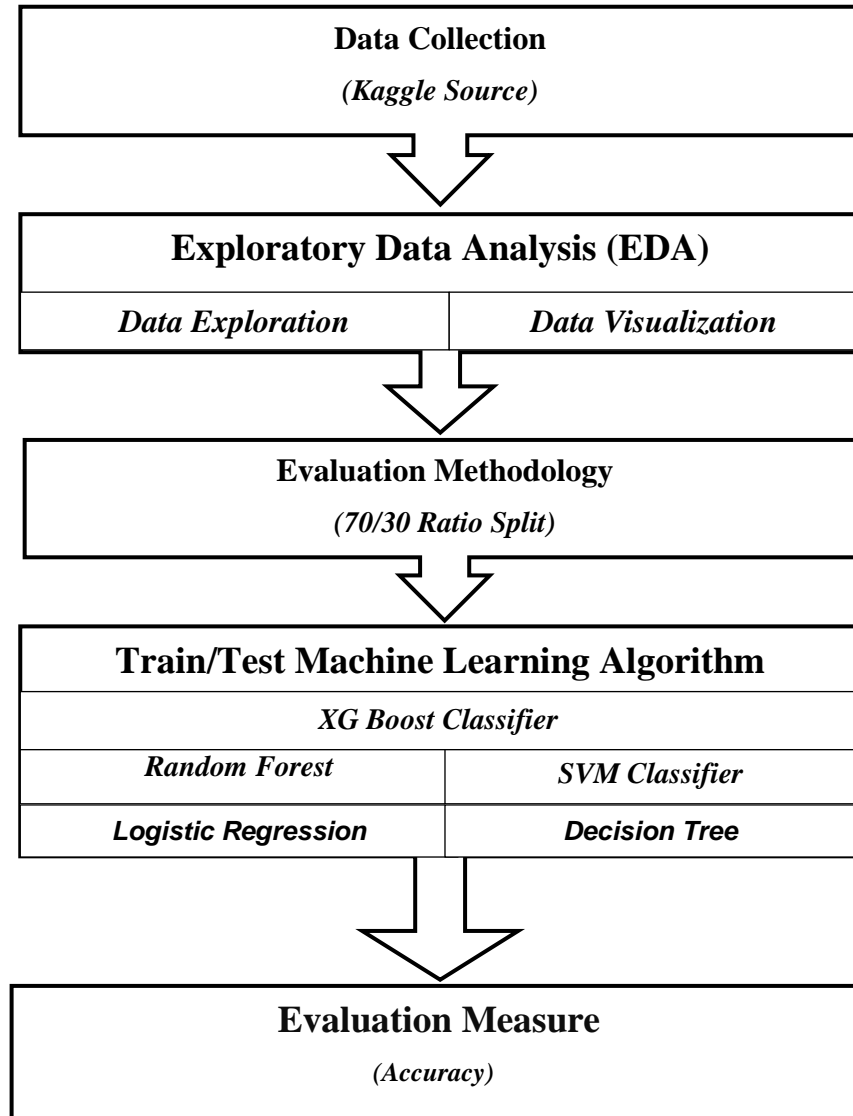 Data Collection
(Kaggle Source)
Exploratory Data Analysis (EDA)
Data Exploration
Data Visualization
Evaluation Methodology
(70/30 Ratio Split)
Train/Test Machine Learning Algorithm
XG Boost Classifier
Random Forest
SVM Classifier
Logistic Regression
Decision Tree
Evaluation Measure
(Accuracy)